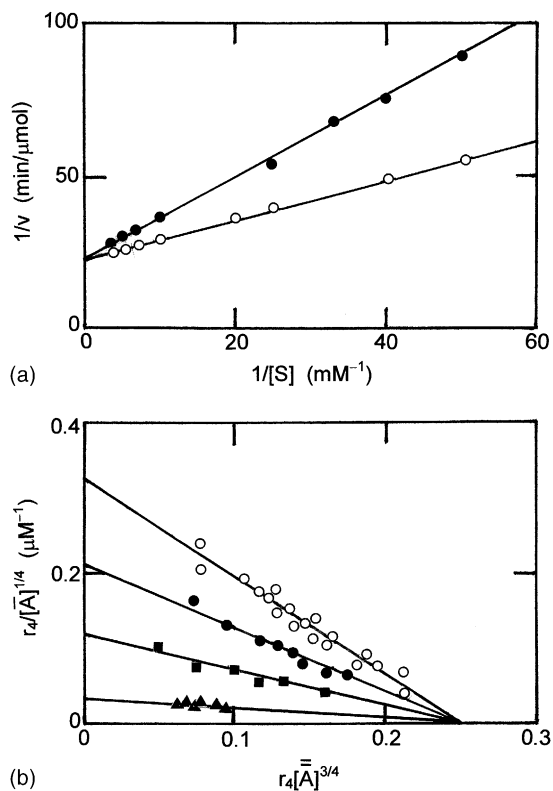 100
50
0
1/v (min/μmol)
0 20 40 60
(a)
1/[S] (mM⁻¹)
0.4
0.2
0
r₄/[A̅]¹/⁴ (μM⁻¹)
0 0.1 0.2 0.3
(b)
r₄[A̿]³/⁴